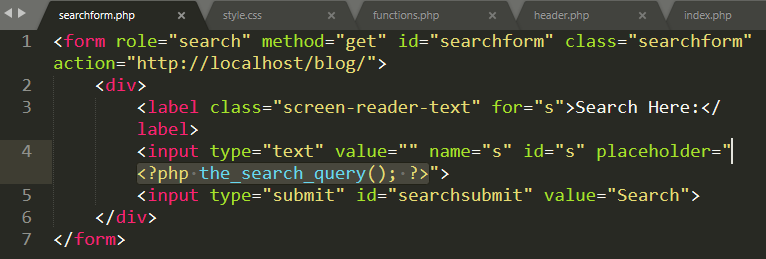 searchform.php × style.css × functions.php × header.php × index.php
1 <form role="search" method="get" id="searchform" class="searchform"
action="http://localhost/blog/">
2 <div>
3 <label class="screen-reader-text" for="s">Search Here:</
label>
4 <input type="text" value="" name="s" id="s" placeholder="
<?php the_search_query(); ?>">
5 <input type="submit" id="searchsubmit" value="Search">
6 </div>
7 </form>